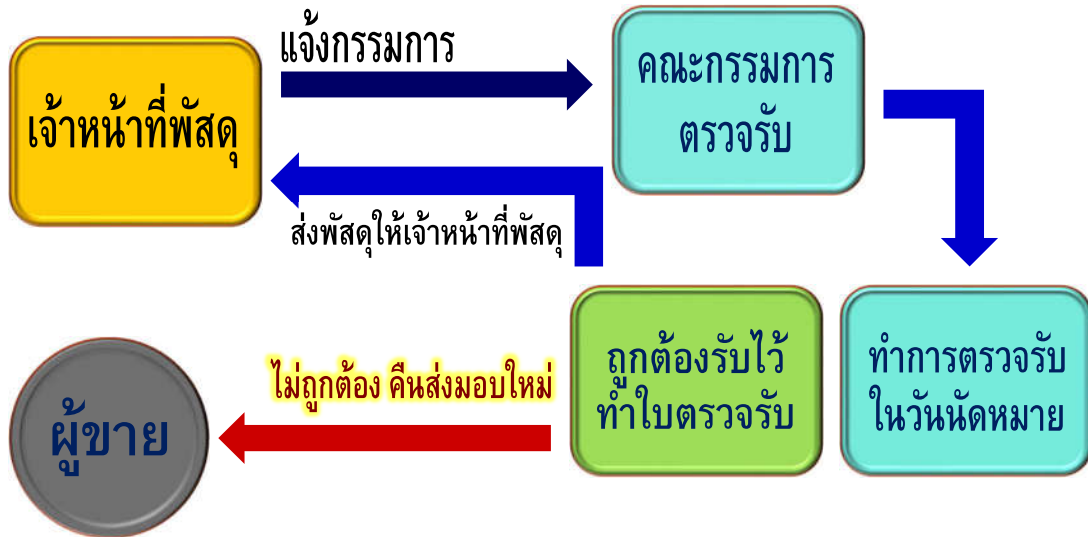 แจ้งกรรมการ
เจ้าหน้าที่พัสดุ
คณะกรรมการ
ตรวจรับ
ส่งพัสดุให้เจ้าหน้าที่พัสดุ
ถูกต้องรับไว้
ทำใบตรวจรับ
ทำการตรวจรับ
ในวันนัดหมาย
ไม่ถูกต้อง คืนส่งมอบใหม่
ผู้ขาย